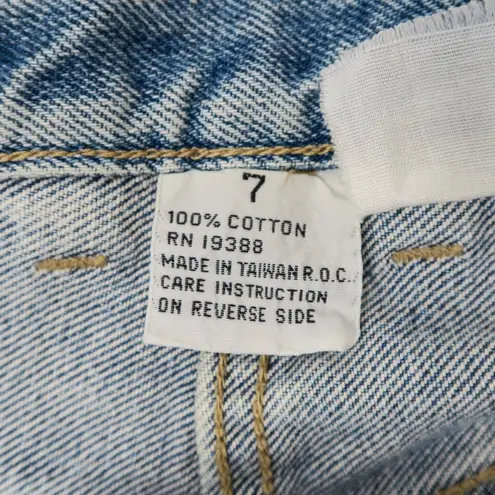 7
100% COTTON
RN 19388
MADE IN TAIWAN R.O.C.
CARE INSTRUCTION
ON REVERSE SIDE